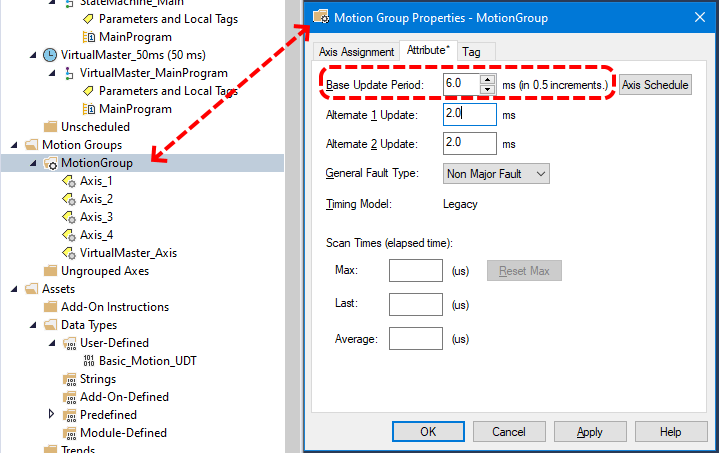 StateMachine_Main
Parameters and Local Tags
MainProgram
VirtualMaster_50ms (50 ms)
VirtualMaster_MainProgram
Parameters and Local Tags
MainProgram
Unscheduled
Motion Groups
MotionGroup
Axis_1
Axis_2
Axis_3
Axis_4
VirtualMaster_Axis
Ungrouped Axes
Assets
Add-On Instructions
Data Types
User-Defined
Basic_Motion_UDT
Strings
Add-On-Defined
Predefined
Module-Defined
Trends
Motion Group Properties - MotionGroup
Axis Assignment Attribute* Tag
Base Update Period: 6.0 ms (in 0.5 increments.) Axis Schedule
Alternate 1 Update: 2.0 ms
Alternate 2 Update: 2.0 ms
General Fault Type: Non Major Fault
Timing Model: Legacy
Scan Times (elapsed time):
Max: (us) Reset Max
Last: (us)
Average: (us)
OK Cancel Apply Help